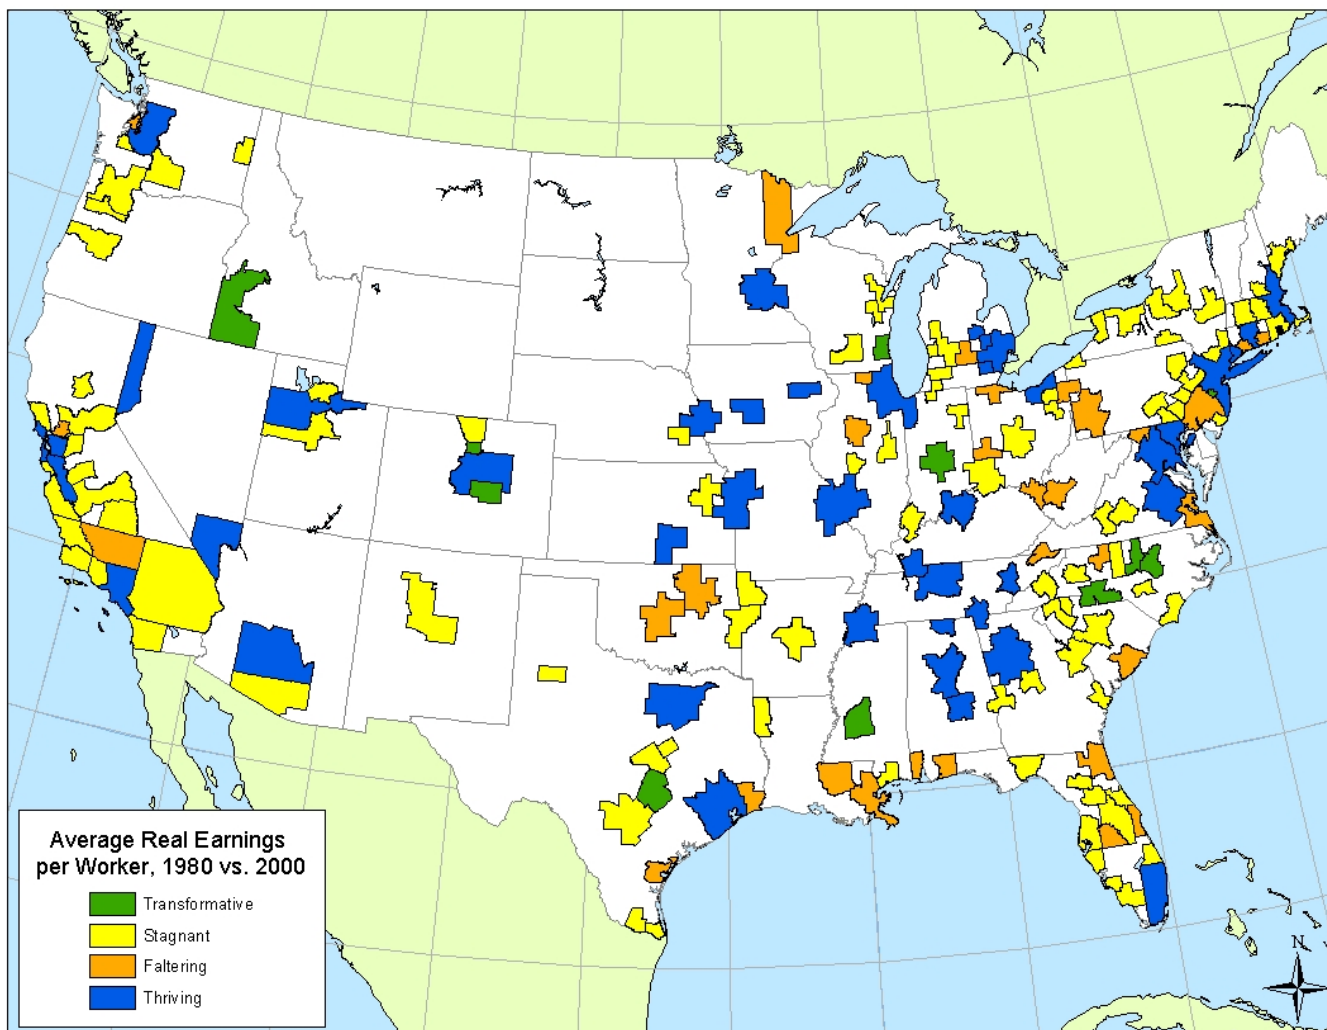 Average Real Earnings
per Worker, 1980 vs. 2000
Transformative
Stagnant
Faltering
Thriving
N